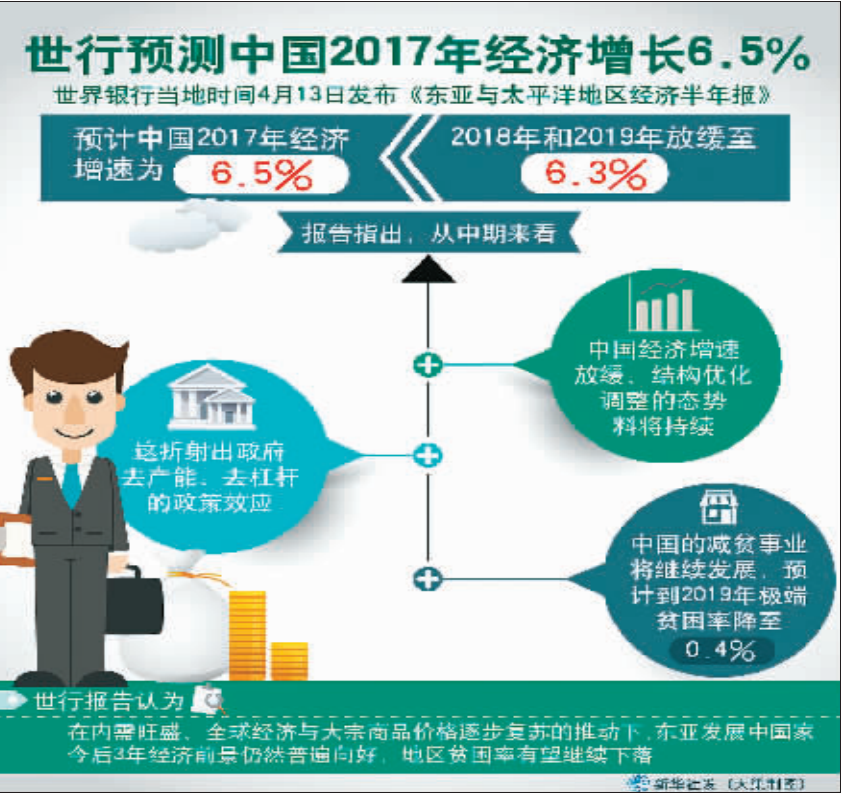 世行预测中国2017年经济增长6.5%
世界银行当地时间4月13日发布《东亚与太平洋地区经济半年报》
预计中国2017年经济
增速为 6.5%
2018年和2019年放缓至
6.3%
报告指出，从中期来看
中国经济增速
放缓、结构优化
调整的态势
料将持续
这折射出政府
去产能、去杠杆
的政策效应
中国的减贫事业
将继续发展，预
计到2019年极端
贫困率降至
0.4%
世行报告认为
在内需旺盛、全球经济与大宗商品价格逐步复苏的推动下，东亚发展中国家
今后3年经济前景仍然普遍向好，地区贫困率有望继续下落
新华社发（大巢制图）